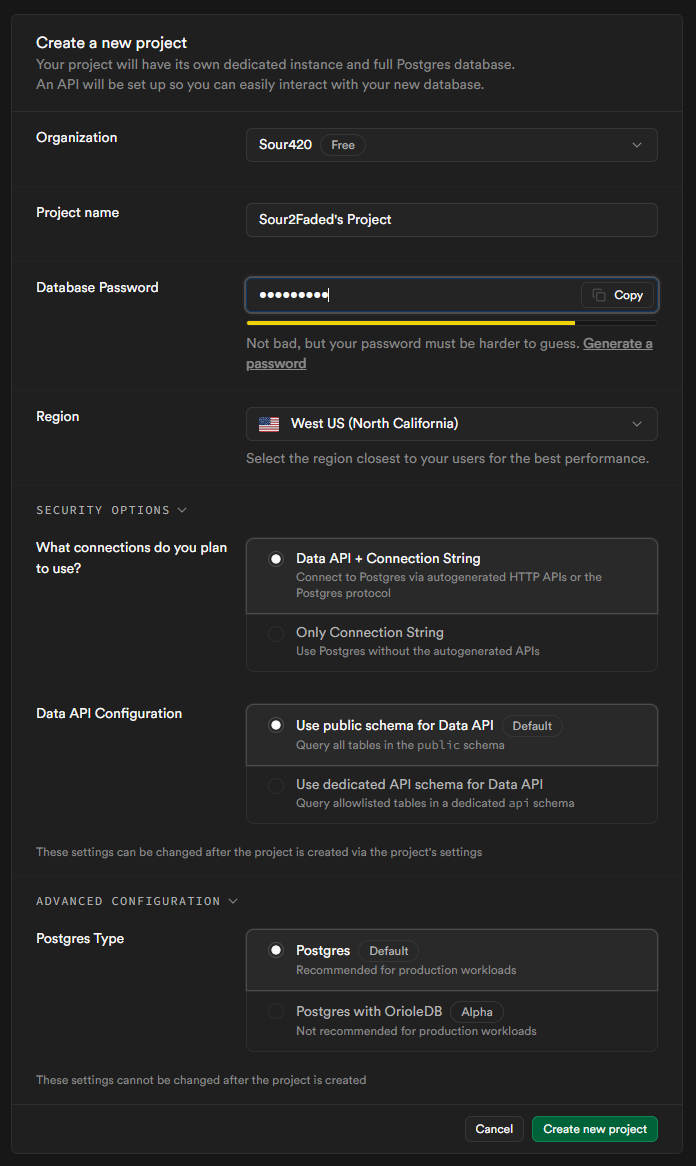 Create a new project
Your project will have its own dedicated instance and full Postgres database.
An API will be set up so you can easily interact with your new database.
Organization
Sour420 Free
Project name
Sour2Faded's Project
Database Password
•••••••••
Copy
Not bad, but your password must be harder to guess. Generate a
password
Region
West US (North California)
Select the region closest to your users for the best performance.
SECURITY OPTIONS
What connections do you plan
to use?
Data API + Connection String
Connect to Postgres via autogenerated HTTP APIs or the
Postgres protocol
Only Connection String
Use Postgres without the autogenerated APIs
Data API Configuration
Use public schema for Data API Default
Query all tables in the public schema
Use dedicated API schema for Data API
Query allowlisted tables in a dedicated api schema
These settings can be changed after the project is created via the project's settings
ADVANCED CONFIGURATION
Postgres Type
Postgres Default
Recommended for production workloads
Postgres with OrioleDB Alpha
Not recommended for production workloads
These settings cannot be changed after the project is created
Cancel
Create new project